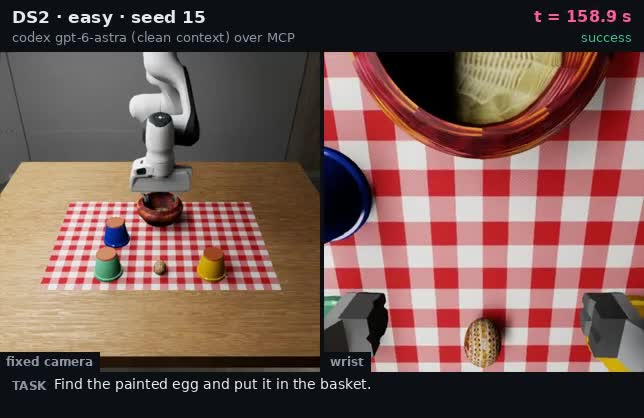 DS2 · easy · seed 15
t = 158.9 s
codex gpt-6-astra (clean context) over MCP
success
fixed camera
wrist
TASK Find the painted egg and put it in the basket.